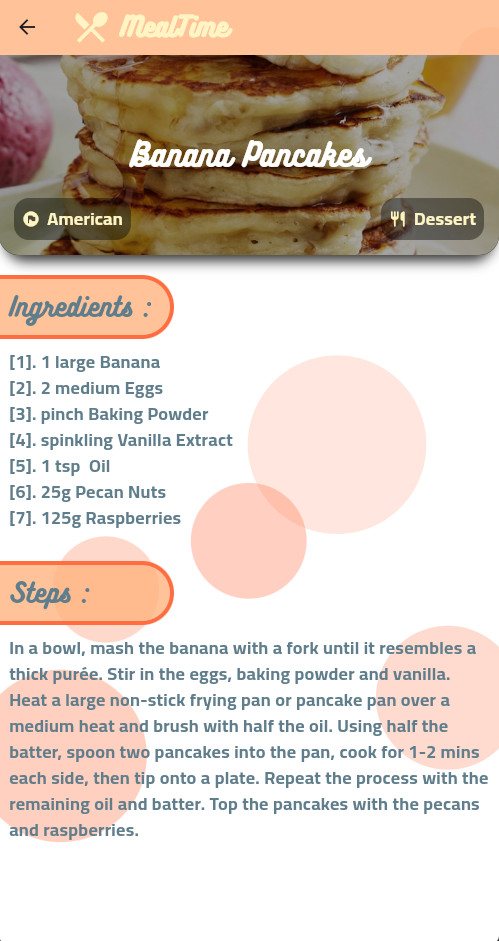 MealTime
Banana Pancakes
American
Dessert
Ingredients :
[1]. 1 large Banana
[2]. 2 medium Eggs
[3]. pinch Baking Powder
[4]. spinkling Vanilla Extract
[5]. 1 tsp  Oil
[6]. 25g Pecan Nuts
[7]. 125g Raspberries
Steps :
In a bowl, mash the banana with a fork until it resembles a
thick purée. Stir in the eggs, baking powder and vanilla.
Heat a large non-stick frying pan or pancake pan over a
medium heat and brush with half the oil. Using half the
batter, spoon two pancakes into the pan, cook for 1-2 mins
each side, then tip onto a plate. Repeat the process with the
remaining oil and batter. Top the pancakes with the pecans
and raspberries.